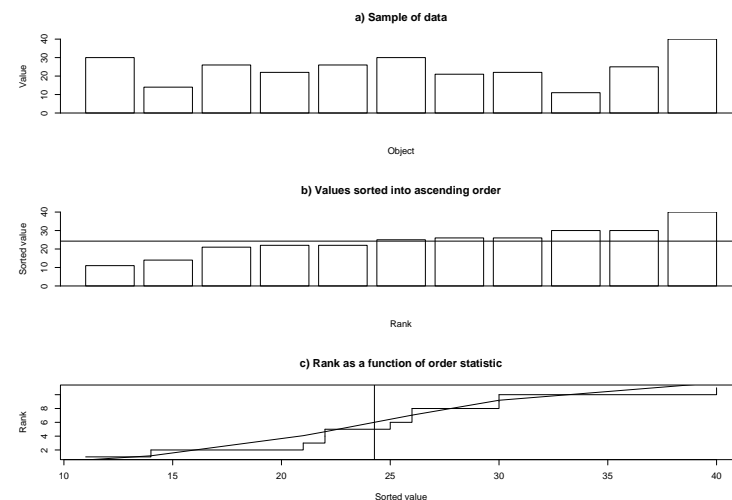 a) Sample of data
Value
0 10 20 30 40
Object
b) Values sorted into ascending order
Sorted value
0 10 20 30 40
Rank
c) Rank as a function of order statistic
Rank
2 4 6 8
10 15 20 25 30 35 40
Sorted value